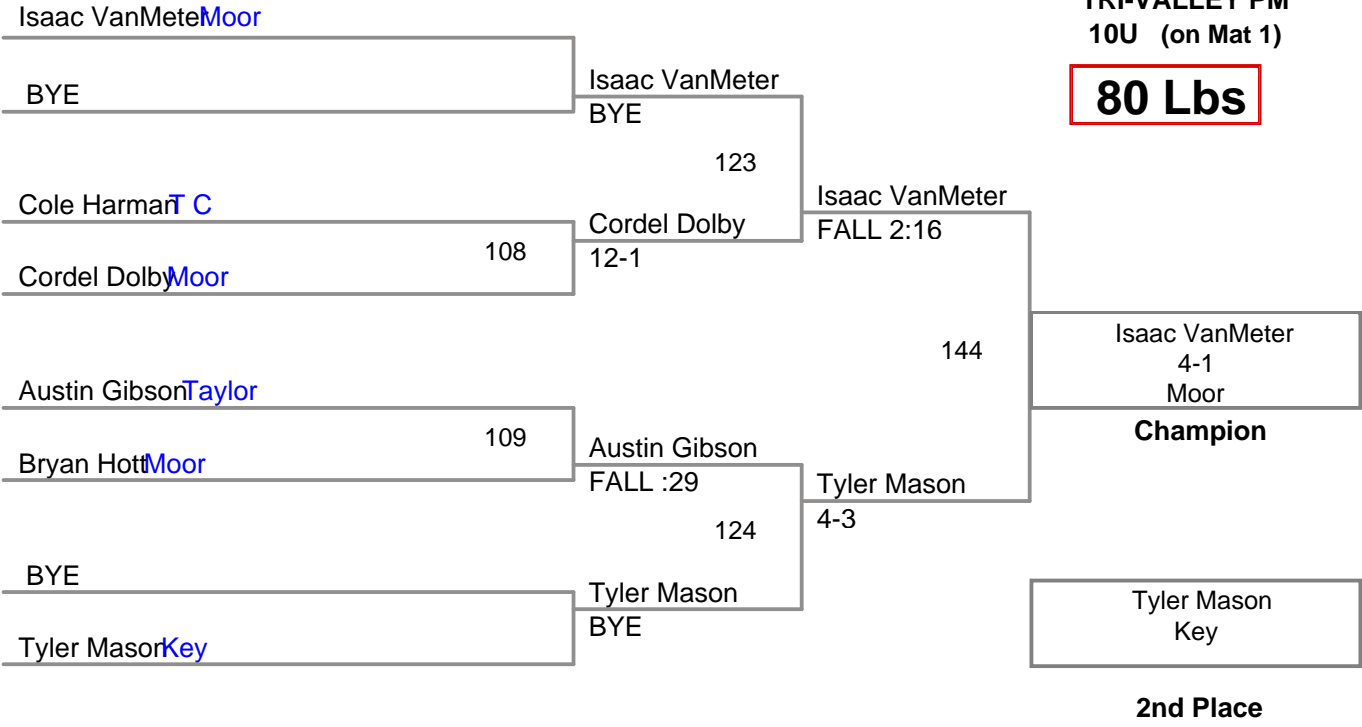 TRI-VALLEY PM
10U (on Mat 1)
80 Lbs
Isaac VanMeter Moor
BYE
Isaac VanMeter
BYE
123
Cole Harman T C
108
Cordel Dolby Moor
Cordel Dolby
12-1
Isaac VanMeter
FALL 2:16
144
Austin Gibson Taylor
109
Bryan Hott Moor
Austin Gibson
FALL :29
124
Tyler Mason
4-3
BYE
Tyler Mason Key
Tyler Mason
BYE
Isaac VanMeter
4-1
Moor
Champion
Tyler Mason
Key
2nd Place